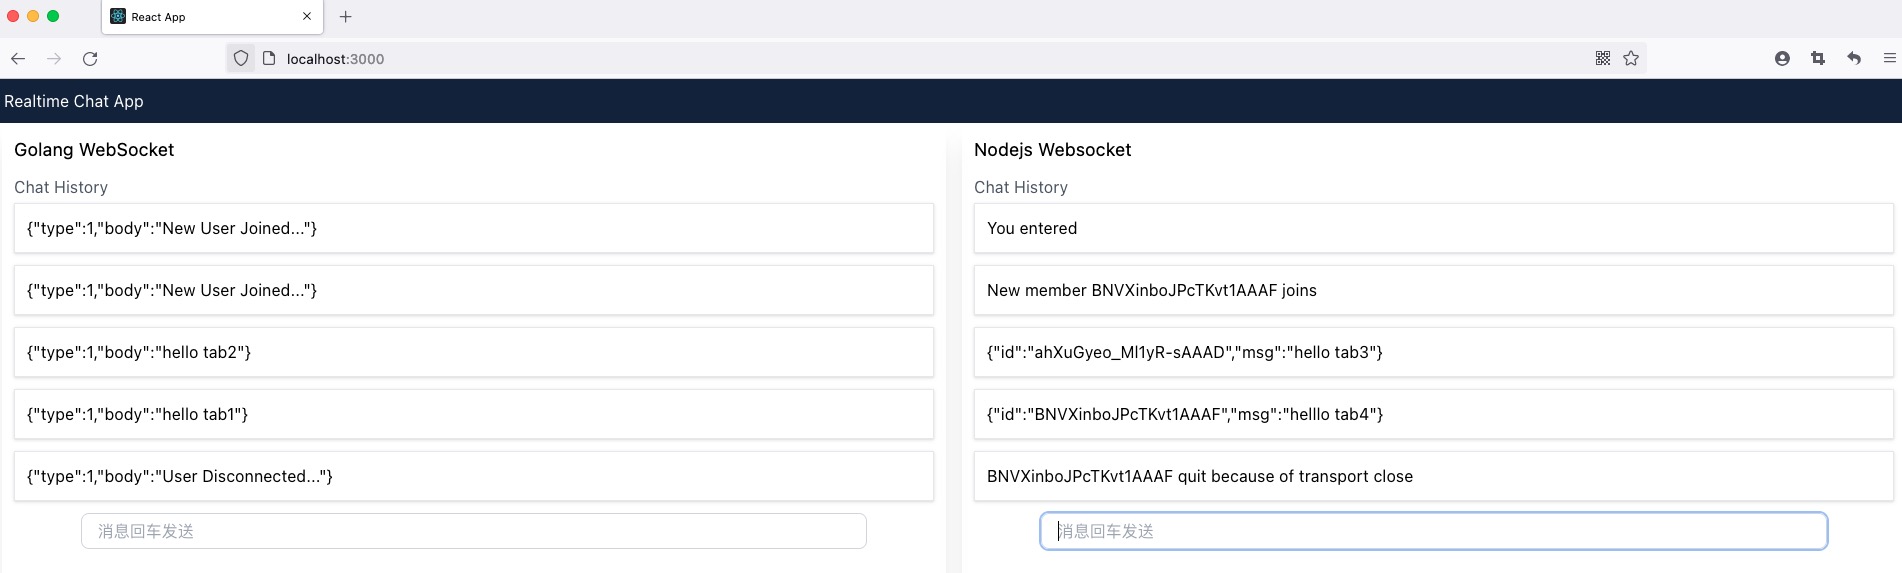 React App
localhost:3000
Realtime Chat App
Golang WebSocket
Chat History
{"type":1,"body":"New User Joined..."}
{"type":1,"body":"New User Joined..."}
{"type":1,"body":"hello tab2"}
{"type":1,"body":"hello tab1"}
{"type":1,"body":"User Disconnected..."}
消息回车发送
Nodejs Websocket
Chat History
You entered
New member BNVXinboJPcTKvt1AAAF joins
{"id":"ahXuGyeo_Ml1yR-sAAAD","msg":"hello tab3"}
{"id":"BNVXinboJPcTKvt1AAAF","msg":"helllo tab4"}
BNVXinboJPcTKvt1AAAF quit because of transport close
消息回车发送